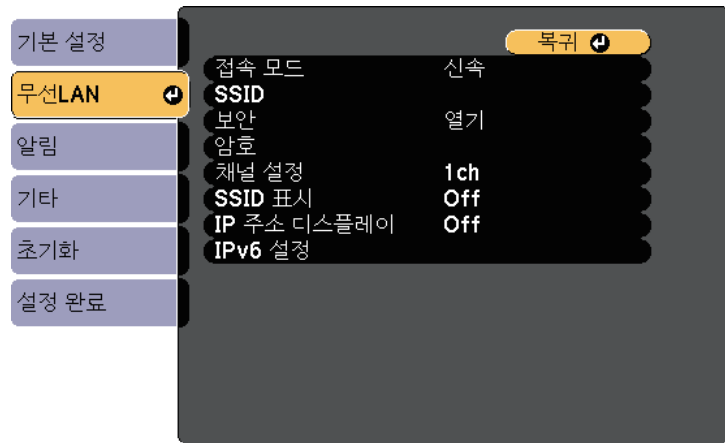 기본 설정
무선LAN
알림
기타
초기화
설정 완료
복귀
접속 모드 신속
SSID
보안 열기
암호
채널 설정 1ch
SSID 표시 Off
IP 주소 디스플레이 Off
IPv6 설정